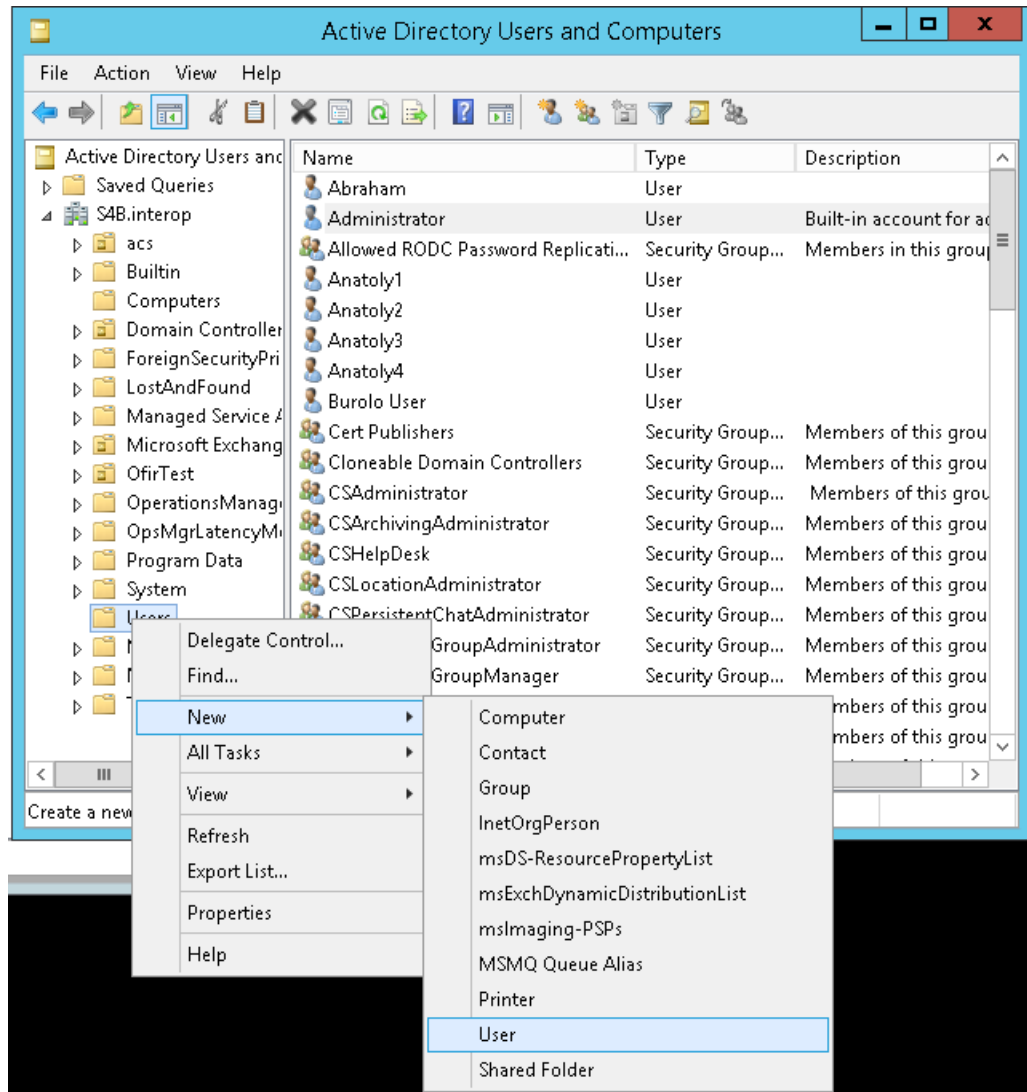 Active Directory Users and Computers
File Action View Help
Active Directory Users and
Saved Queries
S4B.interop
acs
Builtin
Computers
Domain Controller
ForeignSecurityPri
LostAndFound
Managed Service
Microsoft Exchang
OfirTest
OperationsManag
OpsMgrLatencyM
Program Data
System
Users
Name Type Description
Abraham User
Administrator User Built-in account for ad
Allowed RODC Password Replicati... Security Group... Members in this group
Anatoly1 User
Anatoly2 User
Anatoly3 User
Anatoly4 User
Burolo User User
Cert Publishers Security Group... Members of this grou
Cloneable Domain Controllers Security Group... Members of this grou
CSAdministrator Security Group... Members of this grou
CSArchivingAdministrator Security Group... Members of this grou
CSHelpDesk Security Group... Members of this grou
CSLocationAdministrator Security Group... Members of this grou
CSPersistentChatAdministrator Security Group... Members of this grou
GroupAdministrator Security Group... Members of this grou
GroupManager Security Group... Members of this grou
mbers of this grou
mbers of this grou
Create a new
Delegate Control...
Find...
New
All Tasks
View
Refresh
Export List...
Properties
Help
Computer
Contact
Group
InetOrgPerson
msDS-ResourcePropertyList
msExchDynamicDistributionList
msImaging-PSPs
MSMQ Queue Alias
Printer
User
Shared Folder